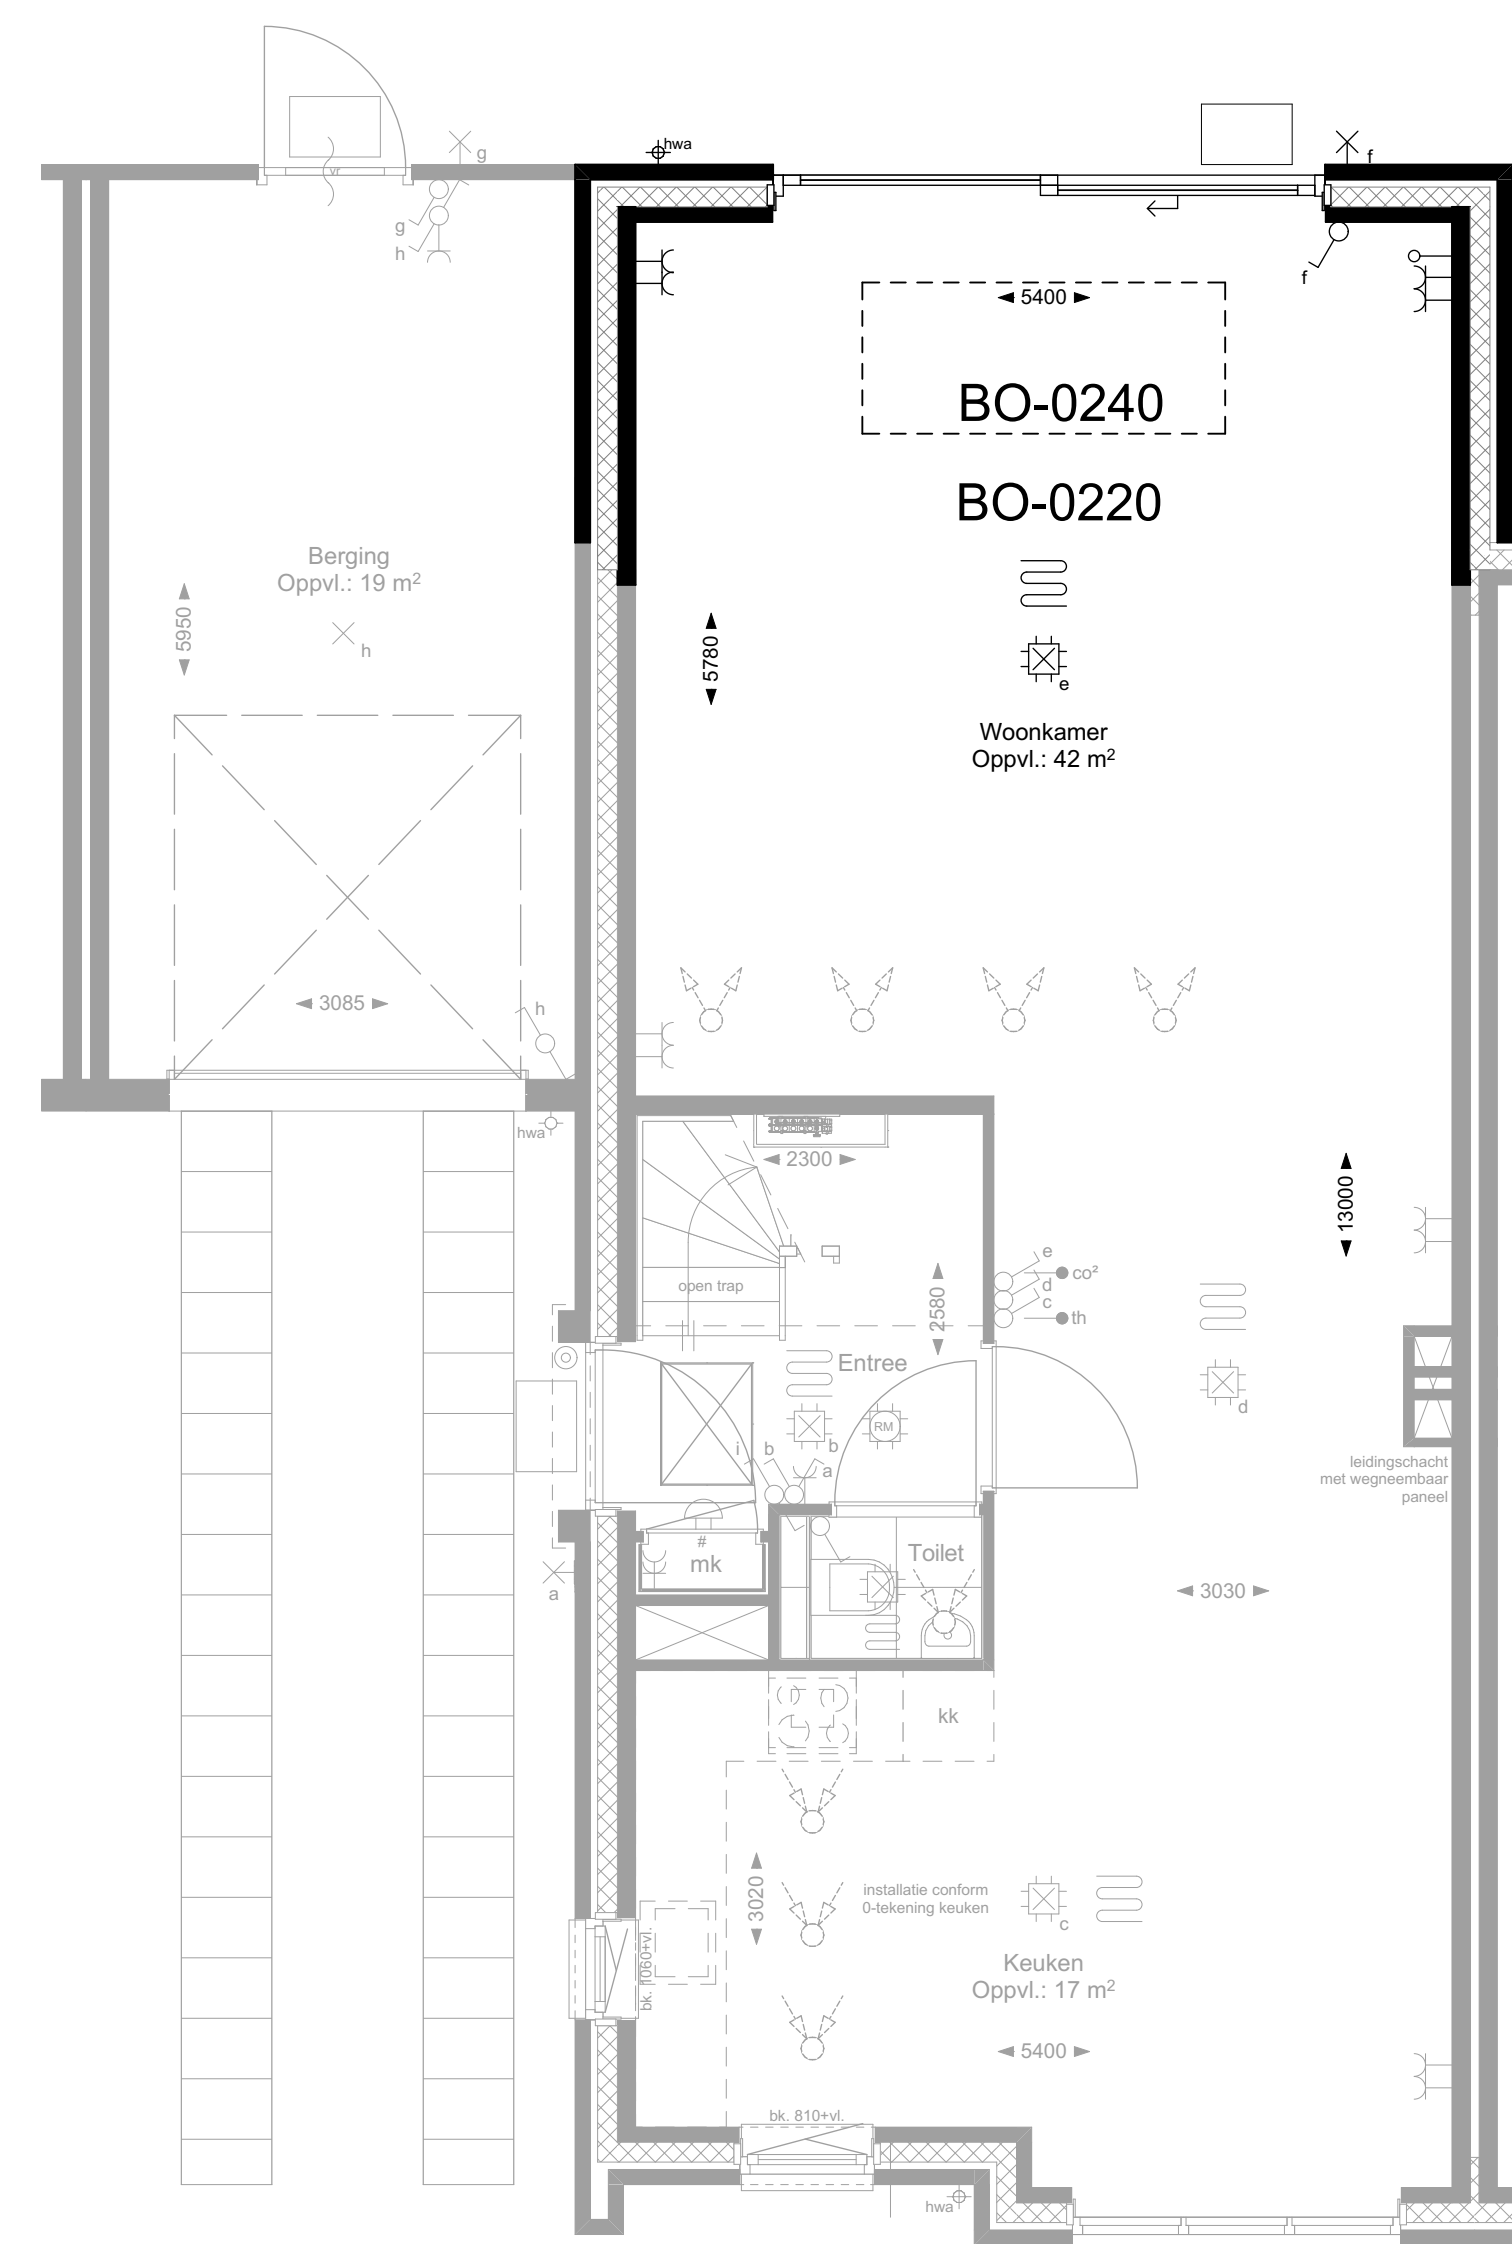 vr
g
hwa
f
g
h
f
5400
BO-0240
BO-0220
Berging
Oppvl.: 19 m²
5950
h
5780
e
Woonkamer
Oppvl.: 42 m²
3085
h
hwa
2300
13000
open trap
2580
e
co²
d
c
th
Entree
RM
d
i
b
b
a
leidingschacht
met wegneembaar
paneel
#
mk
Toilet
a
3030
kk
3020
installatie conform
0-tekening keuken
c
bk. 1060+vl.
Keuken
Oppvl.: 17 m²
5400
bk. 810+vl.
hwa